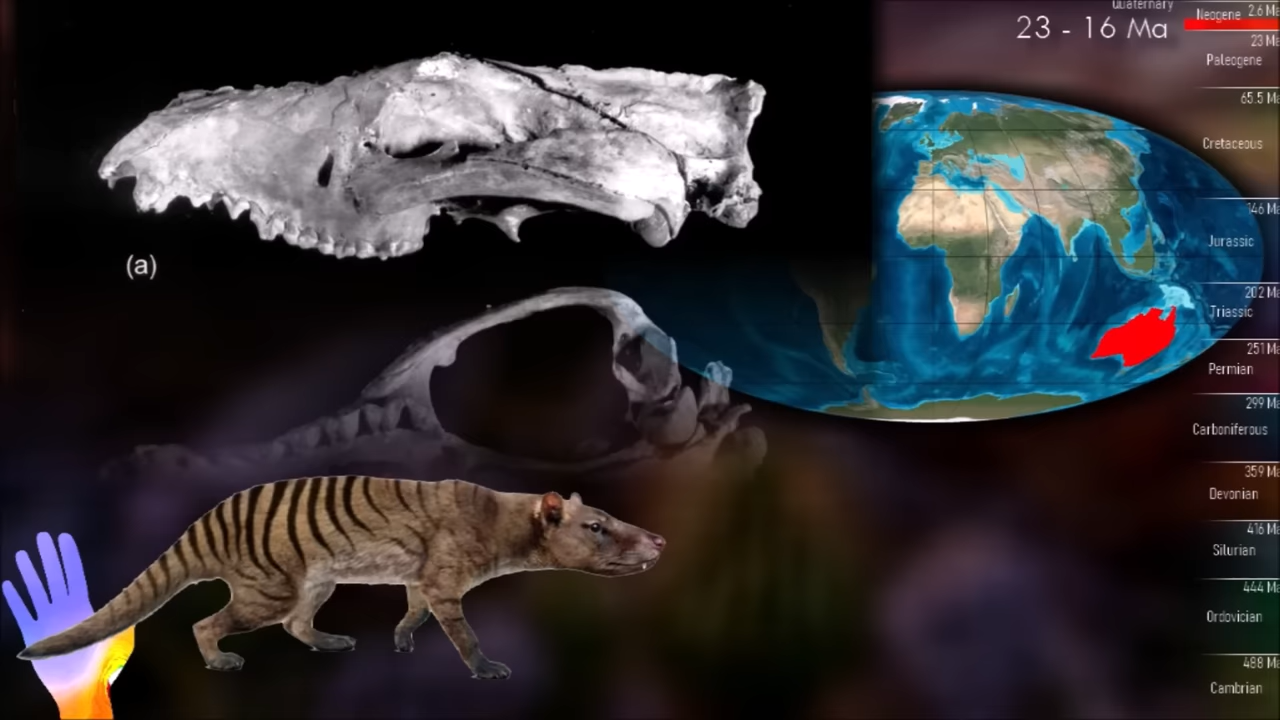 Quaternary
23 - 16 Ma
Neogene
2.6 Ma
23 Ma
Paleogene
65.5 Ma
Cretaceous
146 Ma
Jurassic
202 Ma
Triassic
251 Ma
Permian
299 Ma
Carboniferous
359 Ma
Devonian
416 Ma
Silurian
444 Ma
Ordovician
488 Ma
Cambrian
(a)